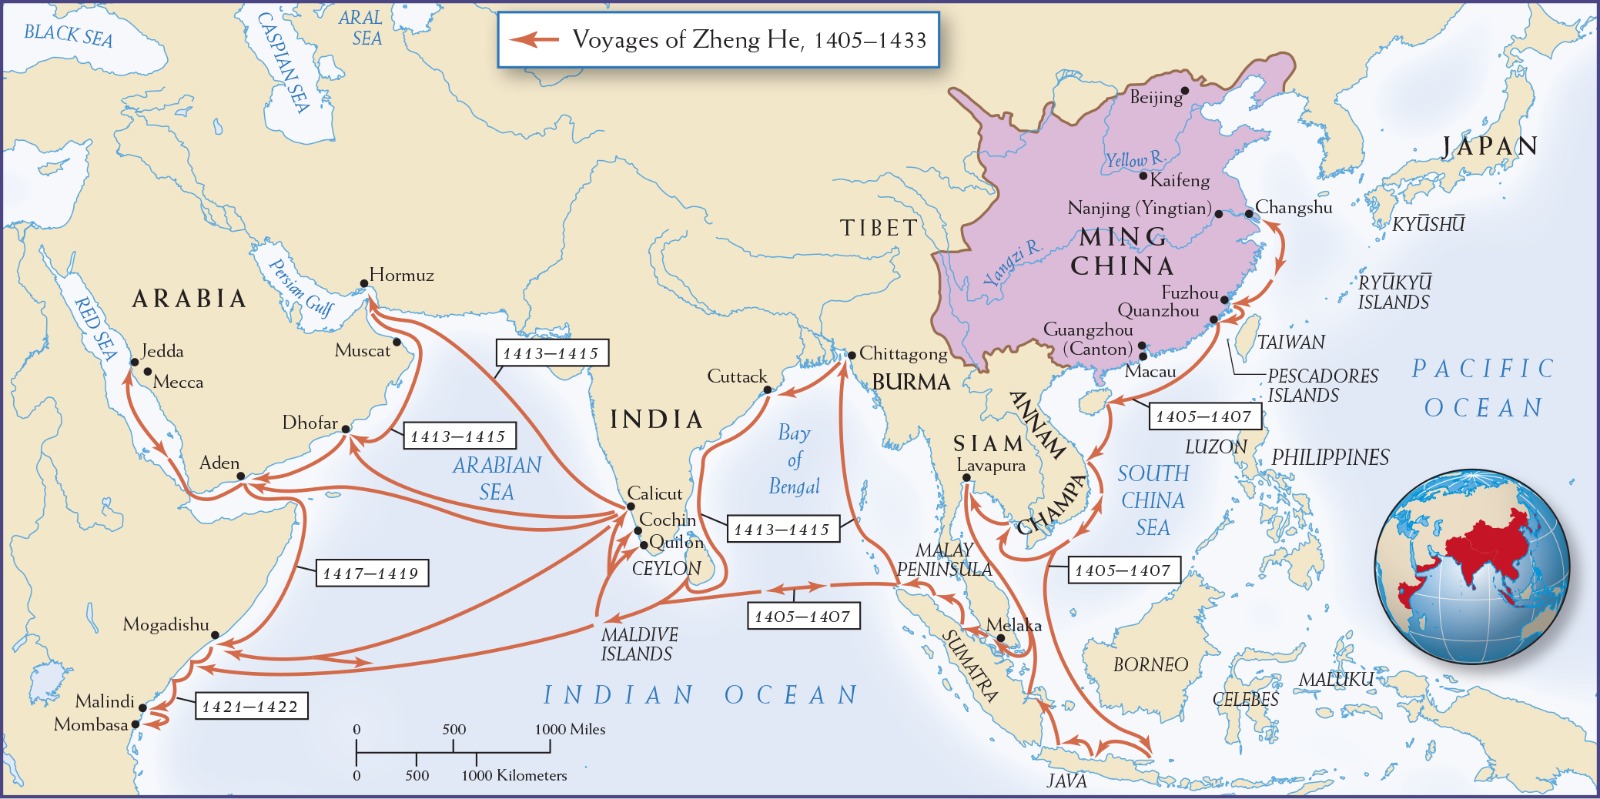 Voyages of Zheng He, 1405–1433
BLACK SEA
CASPIAN SEA
ARAL
SEA
Beijing
JAPAN
Yellow R.
Kaifeng
Nanjing (Yingtian)
Changshu
KYŪSHŪ
TIBET
MING
CHINA
Yangzi R.
Hormuz
Persian Gulf
ARABIA
RED SEA
Fuzhou
Quanzhou
RYŪKYŪ
ISLANDS
Guangzhou
(Canton)
Macau
TAIWAN
PESCADORES
ISLANDS
PACIFIC
OCEAN
Jedda
Mecca
Muscat
1413–1415
Chittagong
BURMA
Cuttack
INDIA
Dhofar
1413–1415
ARABIAN
SEA
Bay
of
Bengal
ANNAM
1405–1407
LUZON
PHILIPPINES
SIAM
Lavapura
Aden
SOUTH
CHINA
SEA
CHAMPA
Calicut
Cochin
Quilon
CEYLON
1413–1415
MALAY
PENINSULA
1405–1407
1417–1419
1405–1407
Mogadishu
MALDIVE
ISLANDS
Melaka
SUMATRA
BORNEO
CELEBES
MALUKU
INDIAN OCEAN
Malindi
Mombasa
1421–1422
0 500 1000 Miles
0 500 1000 Kilometers
JAVA